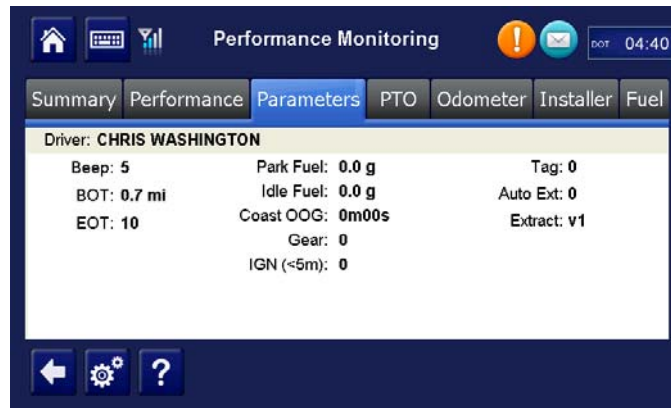 Performance Monitoring ! DOT 04:40
Summary Performance Parameters PTO Odometer Installer Fuel
Driver: CHRIS WASHINGTON
Beep: 5 Park Fuel: 0.0 g Tag: 0
BOT: 0.7 mi Idle Fuel: 0.0 g Auto Ext: 0
EOT: 10 Coast OOG: 0m00s Extract: v1
Gear: 0
IGN (<5m): 0
?